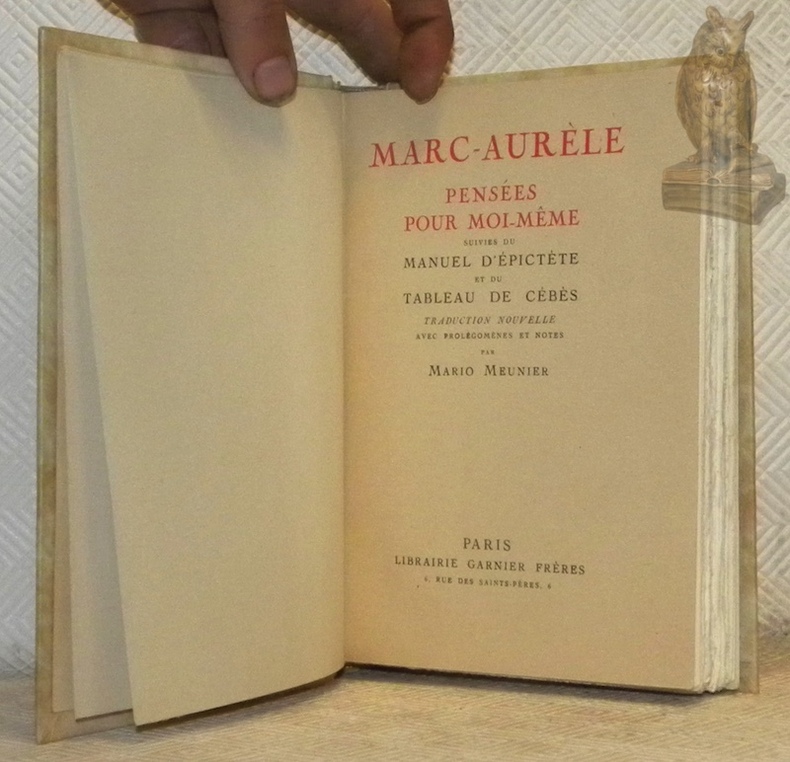 MARC-AURÈLE
PENSÉES
POUR MOI-MÊME
SUIVIES DU
MANUEL D'ÉPICTÈTE
ET DU
TABLEAU DE CÉBÈS
TRADUCTION NOUVELLE
AVEC PROLÉGOMÈNES ET NOTES
PAR
MARIO MEUNIER
PARIS
LIBRAIRIE GARNIER FRÈRES
6, RUE DES SAINTS-PÈRES, 6